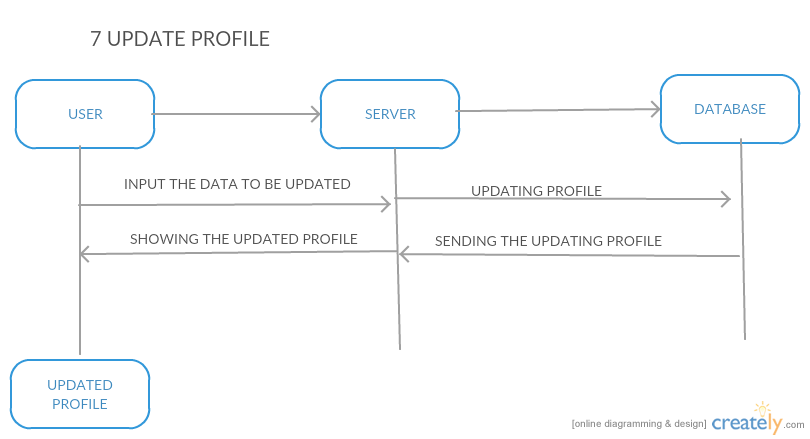 7 UPDATE PROFILE
USER
SERVER
DATABASE
INPUT THE DATA TO BE UPDATED
UPDATING PROFILE
SHOWING THE UPDATED PROFILE
SENDING THE UPDATING PROFILE
UPDATED
PROFILE
[online diagramming & design] creately.com